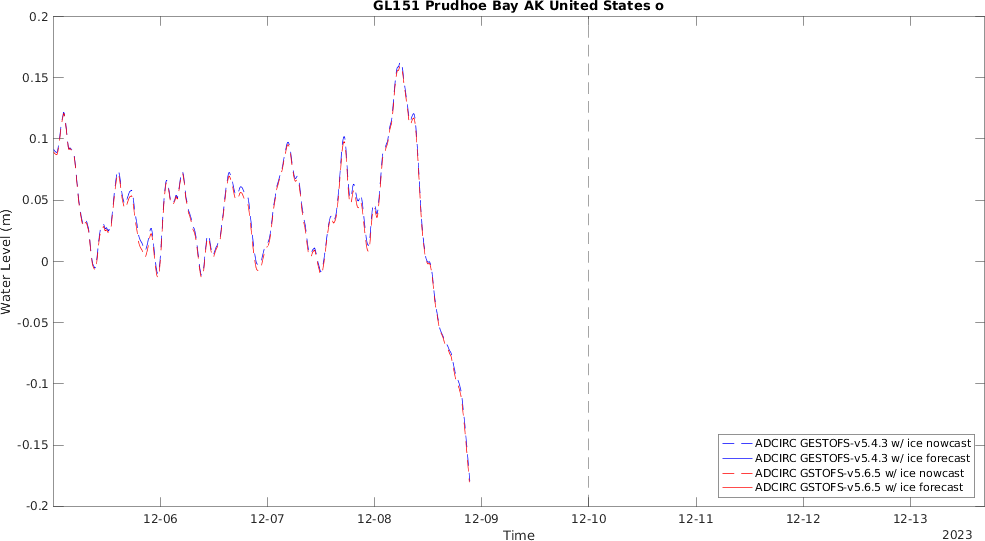 GL151 Prudhoe Bay AK United States o
0.2
0.15
0.1
0.05
0
-0.05
-0.1
-0.15
-0.2
Water Level (m)
12-06 12-07 12-08 12-09 12-10 12-11 12-12 12-13
Time
2023
ADCIRC GESTOFS-v5.4.3 w/ ice nowcast
ADCIRC GESTOFS-v5.4.3 w/ ice forecast
ADCIRC GSTOFS-v5.6.5 w/ ice nowcast
ADCIRC GSTOFS-v5.6.5 w/ ice forecast